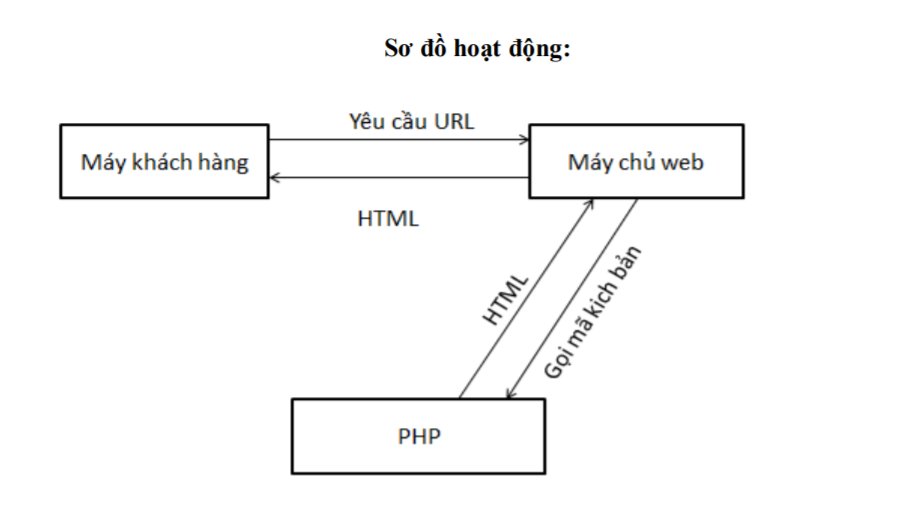 Sơ đồ hoạt động:
Yêu cầu URL
Máy khách hàng
Máy chủ web
HTML
HTML
Gọi mã kich bản
PHP